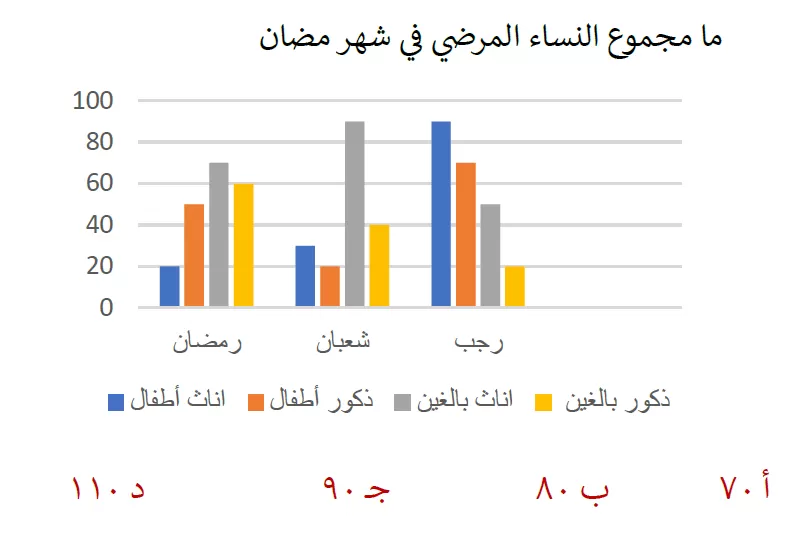 ما مجموع النساء المرضي في شهر مضان
100
80
60
40
20
0
رمضان شعبان رجب
اناث أطفال ذكور أطفال اناث بالغين ذكور بالغين
أ ٧٠ ب ٨٠ جـ ٩٠ د ١١٠